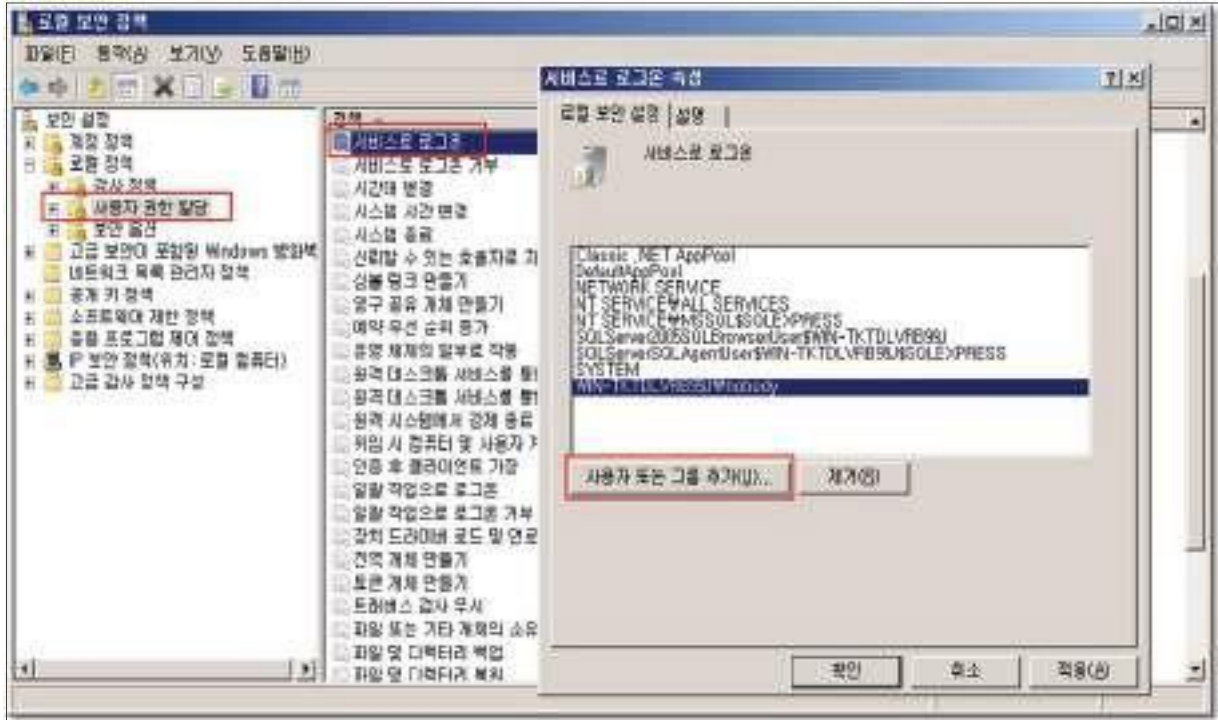 로컬 보안 정책
파일(F) 동작(A) 보기(V) 도움말(H)
보안 설정
계정 정책
로컬 정책
감사 정책
사용자 권한 할당
보안 옵션
고급 보안이 포함된 Windows 방화벽
네트워크 목록 관리자 정책
공개 키 정책
소프트웨어 제한 정책
응용 프로그램 제어 정책
IP 보안 정책(위치: 로컬 컴퓨터)
고급 감사 정책 구성
정책
서비스로 로그온
서비스로 로그온 거부
시간대 변경
시스템 시간 변경
시스템 종료
신뢰할 수 있는 호출자로 자
심볼 링크 만들기
영구 공유 개체 만들기
예약 우선 순위 증가
운영 체제의 일부로 작동
원격 데스크톱 서비스를 통
원격 데스크톱 서비스를 통
원격 시스템에서 강제 종료
위임 시 컴퓨터 및 사용자 계
인증 후 클라이언트 가장
일괄 작업으로 로그온
일괄 작업으로 로그온 거부
장치 드라이버 로드 및 언로
전역 개체 만들기
토큰 개체 만들기
트래버스 검사 무시
파일 또는 기타 개체의 소유
파일 및 디렉터리 백업
파일 및 디렉터리 복원
서비스로 로그온 속성
로컬 보안 설정 설명
서비스로 로그온
Classic .NET AppPool
DefaultAppPool
NETWORK SERVICE
NT SERVICE₩ALL SERVICES
NT SERVICE₩MSSQL$SQLEXPRESS
SQLServer2005SQLBrowserUser$WIN-TKTDLVRB99J
SQLServerSQLAgentUser$WIN-TKTDLVRB99J$SQLEXPRESS
SYSTEM
WIN-TKTDLVRB99J₩nobody
사용자 또는 그룹 추가(U)... 제거(R)
확인 취소 적용(A)